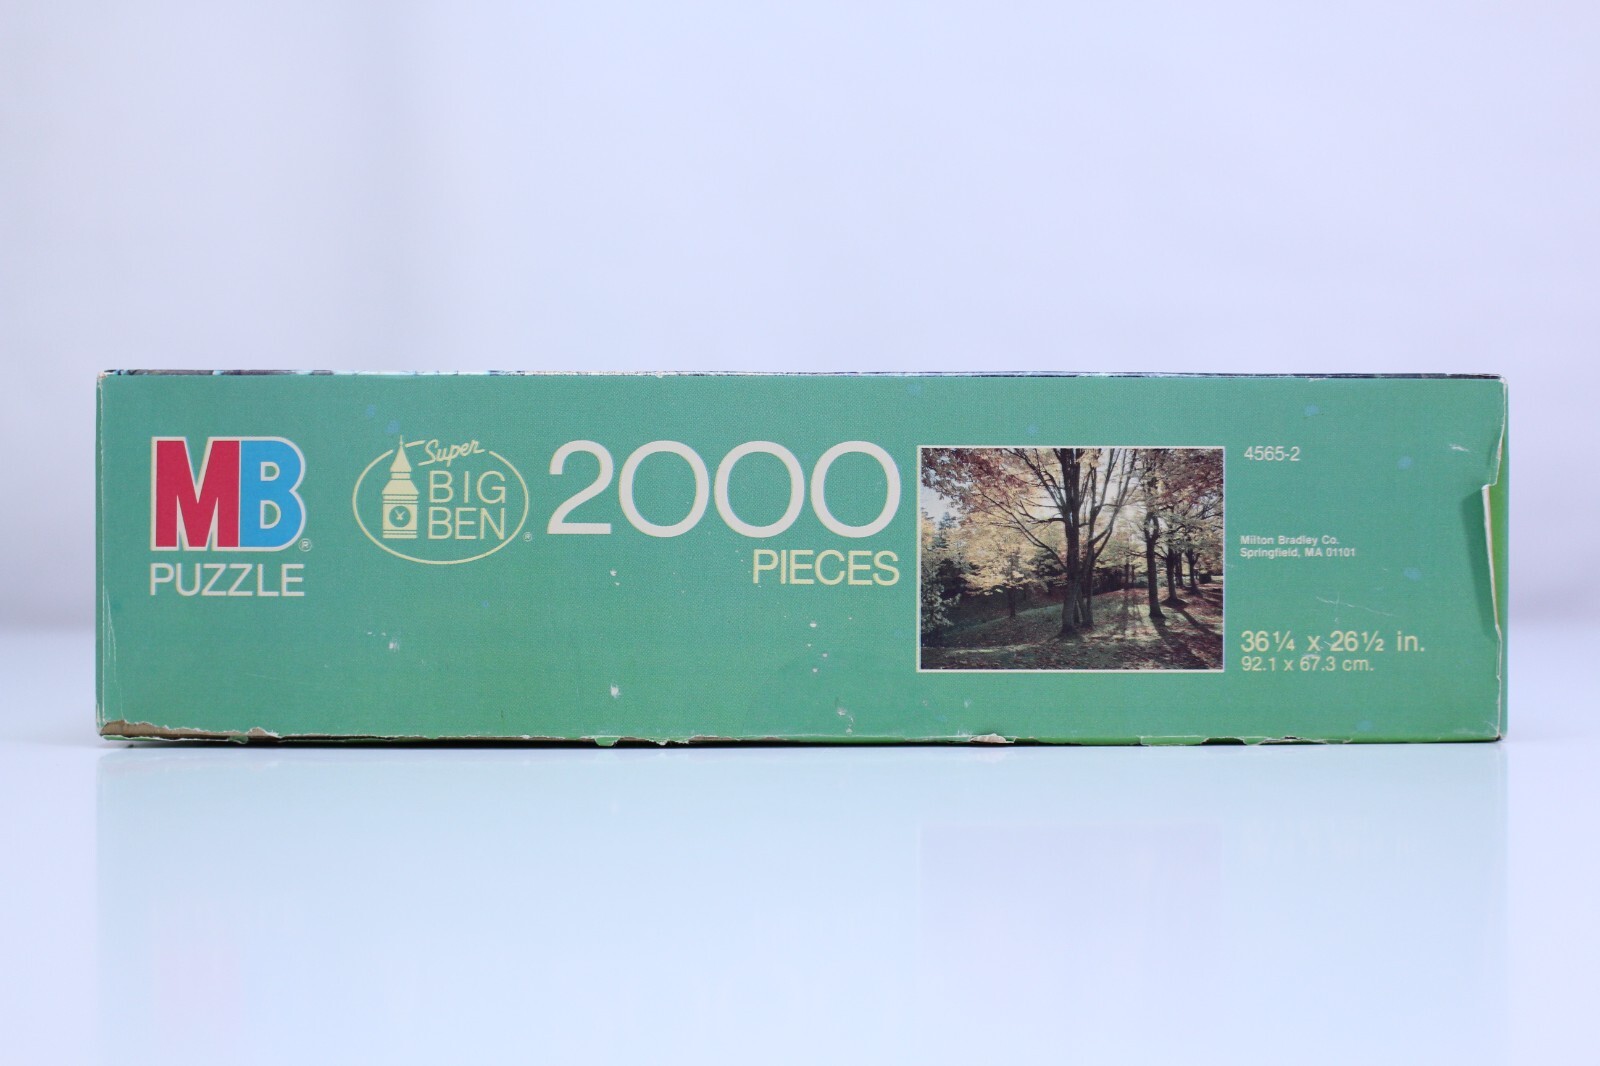 MB®
PUZZLE
Super
BIG
BEN®
2000
PIECES
4565-2
Milton Bradley Co.
Springfield, MA 01101
36 ¼ x 26 ½ in.
92.1 x 67.3 cm.